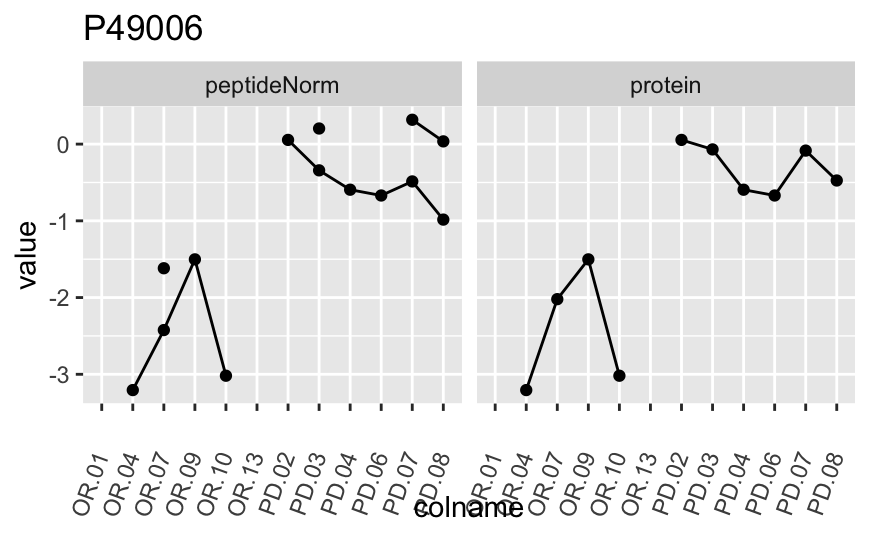 P49006
peptideNorm protein
value
0
-1
-2
-3
OR.01 OR.04 OR.07 OR.09 OR.10 OR.13 PD.02 PD.03 PD.04 PD.06 PD.07 PD.08 OR.01 OR.04 OR.07 OR.09 OR.10 OR.13 PD.02 PD.03 PD.04 PD.06 PD.07 PD.08
colname